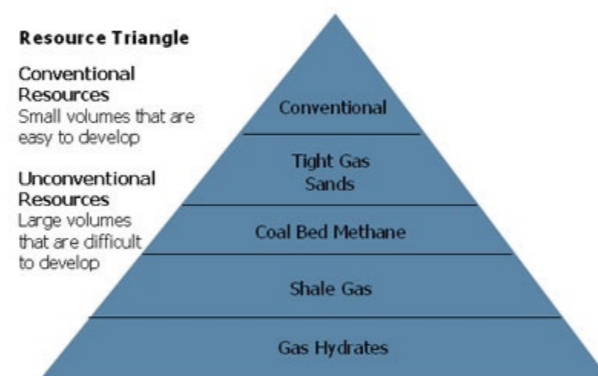 Resource Triangle
Conventional
Resources
Small volumes that are
easy to develop
Unconventional
Resources
Large volumes
that are difficult
to develop
Conventional
Tight Gas
Sands
Coal Bed Methane
Shale Gas
Gas Hydrates